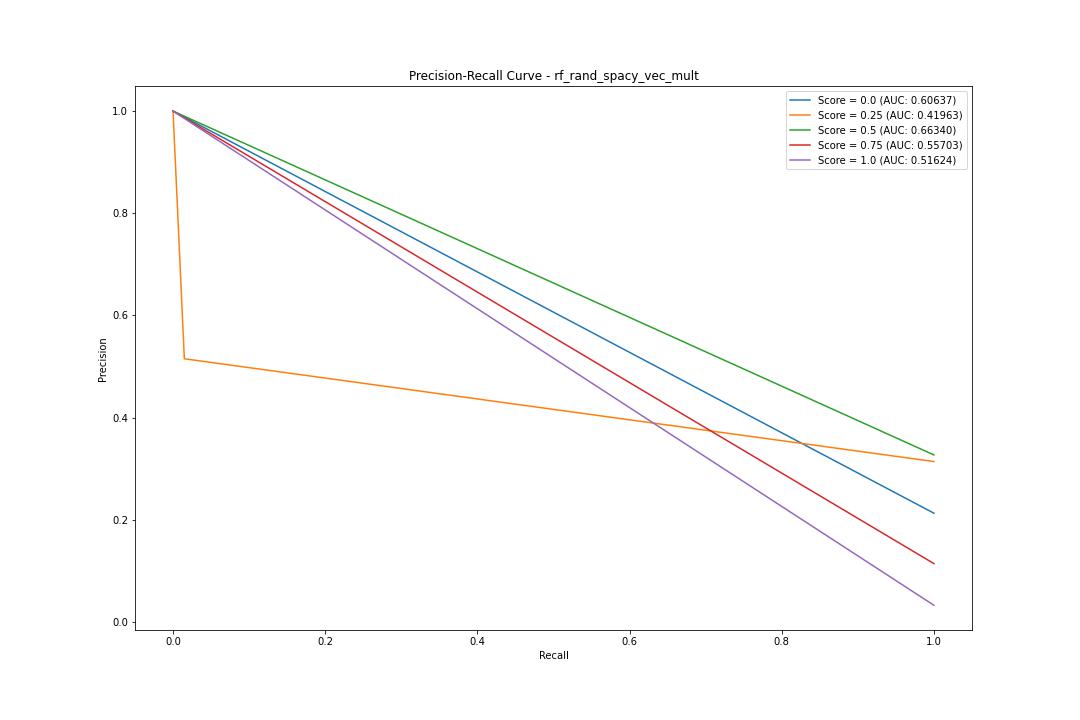 Precision-Recall Curve - rf_rand_spacy_vec_mult
Score = 0.0 (AUC: 0.60637)
Score = 0.25 (AUC: 0.41963)
Score = 0.5 (AUC: 0.66340)
Score = 0.75 (AUC: 0.55703)
Score = 1.0 (AUC: 0.51624)
1.0
0.8
0.6
0.4
0.2
0.0
Precision
0.0 0.2 0.4 0.6 0.8 1.0
Recall